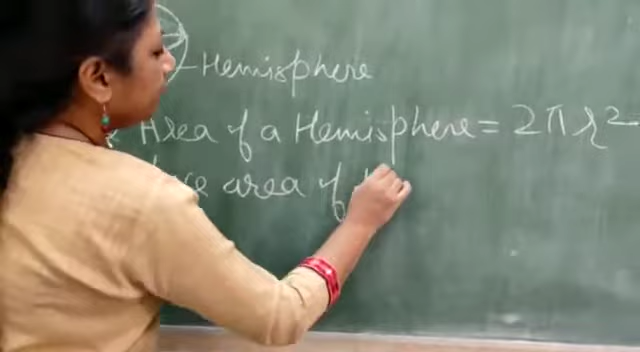 Hemisphere
Area of a Hemisphere = 2πr²
area of